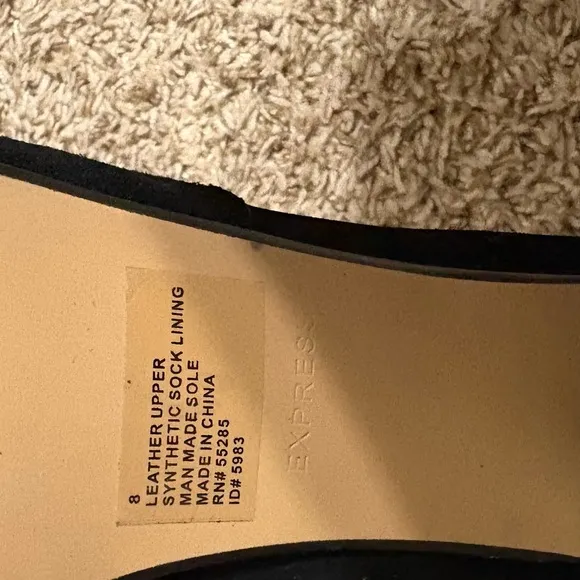 8
LEATHER UPPER
SYNTHETIC SOCK LINING
MAN MADE SOLE
MADE IN CHINA
RN# 55285
ID# 5983
EXPRESS